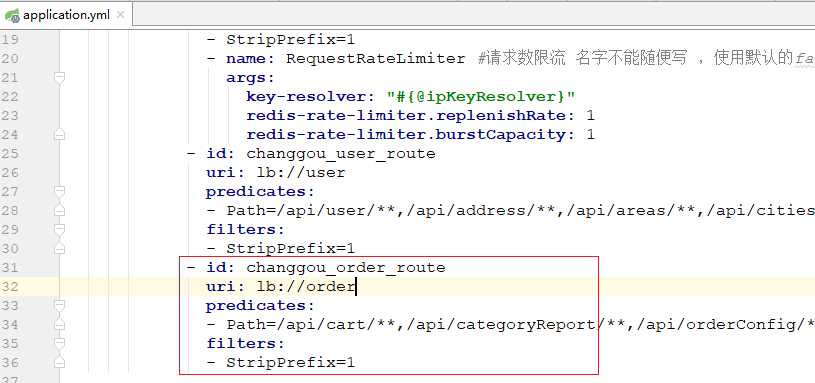 application.yml
19 - StripPrefix=1
20 - name: RequestRateLimiter #请求数限流 名字不能随便写 ，使用默认的fa
21 args:
22 key-resolver: "#{@ipKeyResolver}"
23 redis-rate-limiter.replenishRate: 1
24 redis-rate-limiter.burstCapacity: 1
25 - id: changgou_user_route
26 uri: lb://user
27 predicates:
28 - Path=/api/user/**,/api/address/**,/api/areas/**,/api/cities
29 filters:
30 - StripPrefix=1
31 - id: changgou_order_route
32 uri: lb://order
33 predicates:
34 - Path=/api/cart/**,/api/categoryReport/**,/api/orderConfig/*
35 filters:
36 - StripPrefix=1
37